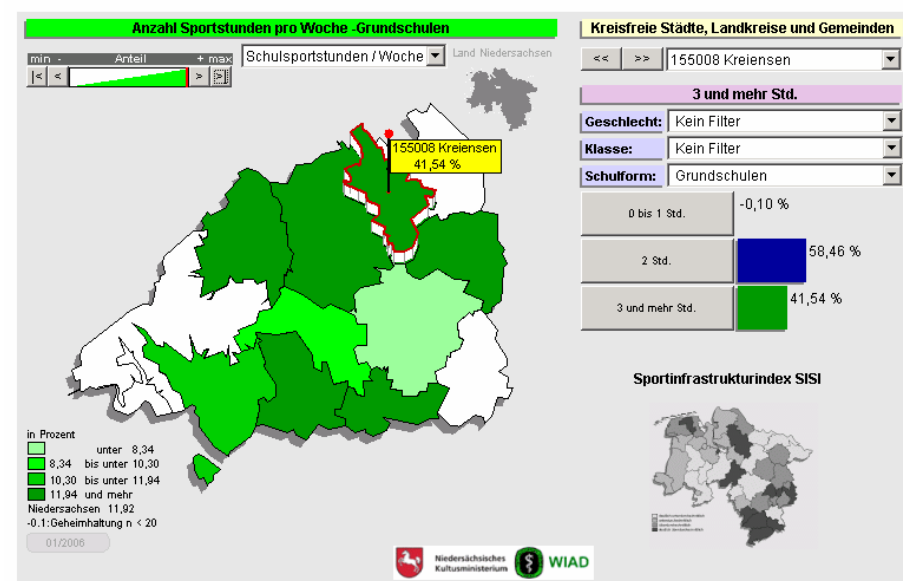 Anzahl Sportstunden pro Woche -Grundschulen
min - Anteil + max
|< < > >|
Schulsportstunden / Woche
Land Niedersachsen
155008 Kreiensen
41,54 %
in Prozent
unter 8,34
8,34 bis unter 10,30
10,30 bis unter 11,94
11,94 und mehr
Niedersachsen 11,92
-0.1:Geheimhaltung n < 20
01/2006
Kreisfreie Städte, Landkreise und Gemeinden
<< >> 155008 Kreiensen
3 und mehr Std.
Geschlecht: Kein Filter
Klasse: Kein Filter
Schulform: Grundschulen
0 bis 1 Std. -0,10 %
2 Std. 58,46 %
3 und mehr Std. 41,54 %
Sportinfrastrukturindex SISI
Niedersächsisches
Kultusministerium
WIAD